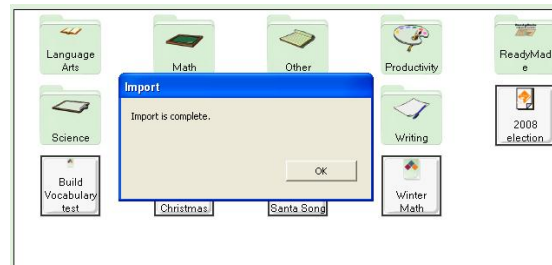 Language
Arts
Math
Other
Productivity
ReadyMad
e
Import
Import is complete.
OK
Science
Writing
2008
election
Build
Vocabulary
test
Christmas
Santa Song
Winter
Math